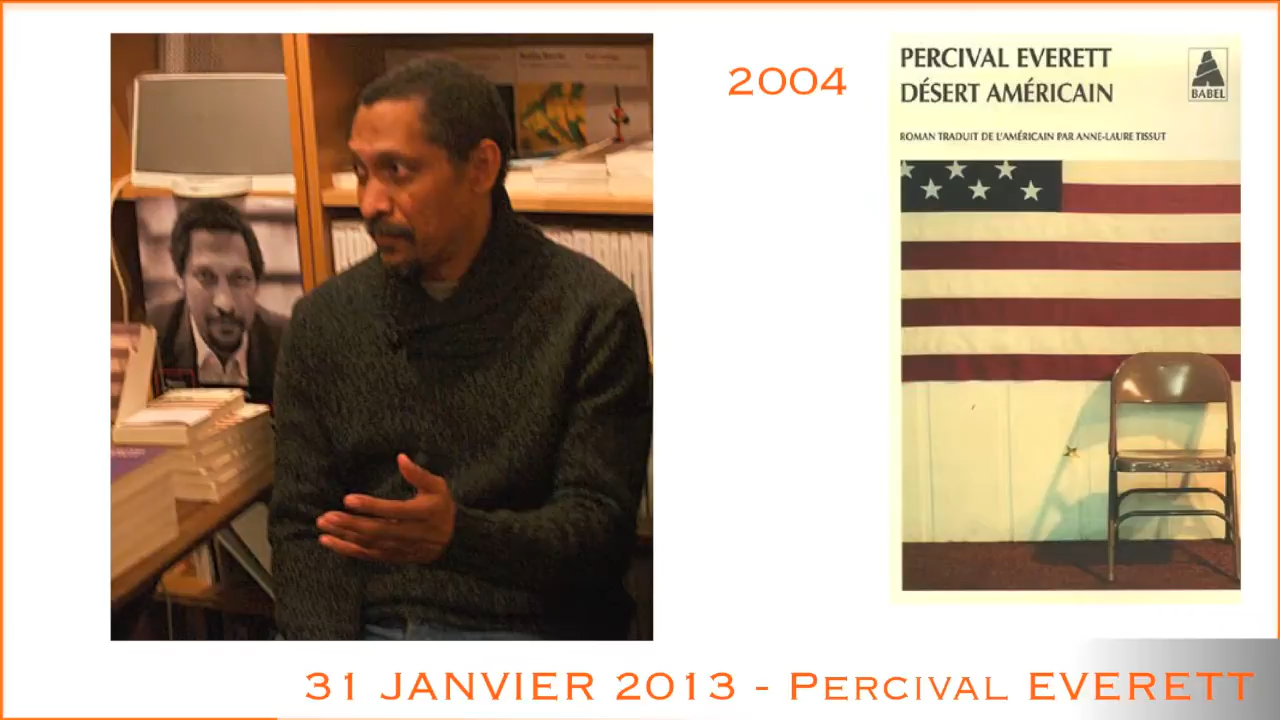 2004
PERCIVAL EVERETT
DÉSERT AMÉRICAIN
BABEL
ROMAN TRADUIT DE L'AMÉRICAIN PAR ANNE-LAURE TISSUT
31 JANVIER 2013 - PERCIVAL EVERETT